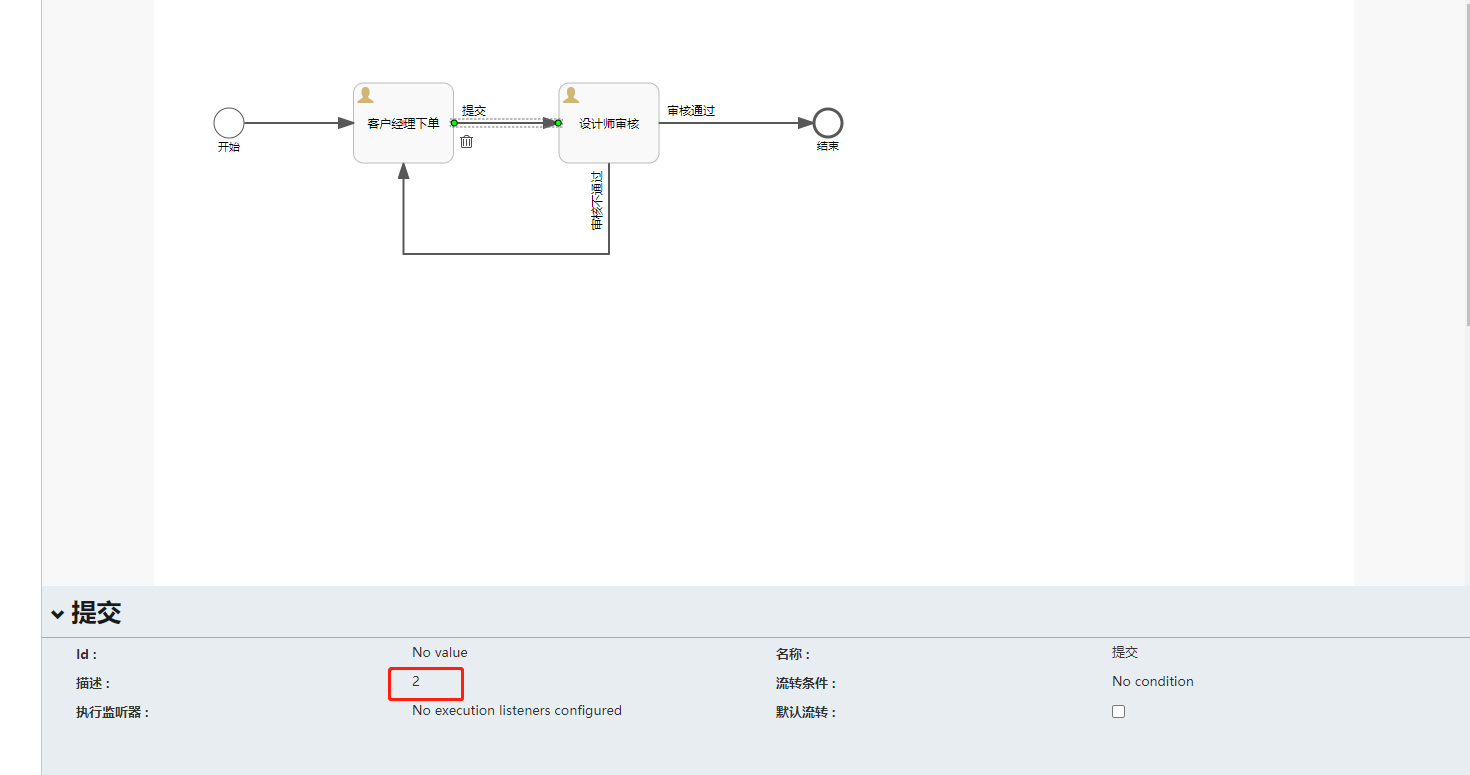 提交
审核通过
客户经理下单
设计师审核
开始
结束
审核不通过
提交
Id :
No value
名称 :
提交
描述 :
2
流转条件 :
No condition
执行监听器 :
No execution listeners configured
默认流转 :